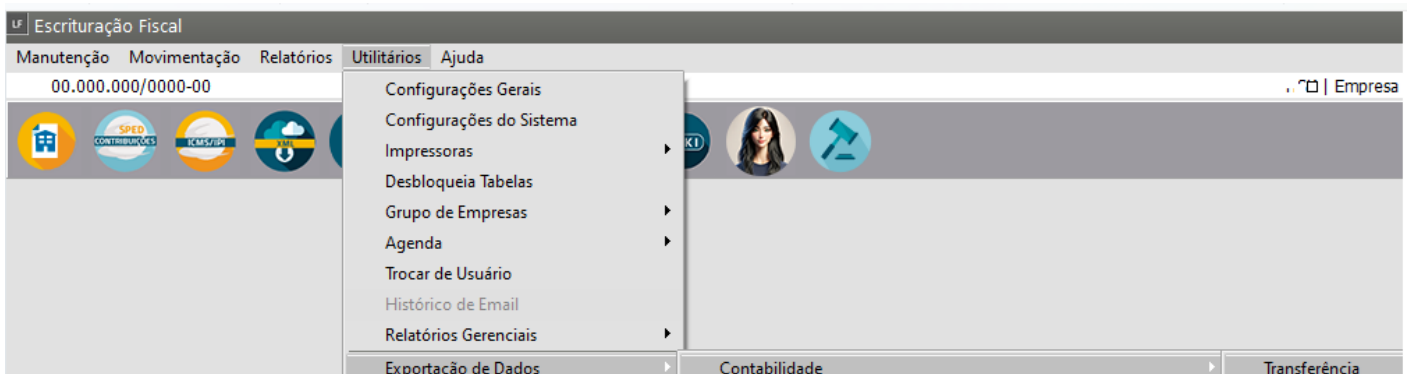 LF Escrituração Fiscal
Manutenção Movimentação Relatórios Utilitários Ajuda
00.000.000/0000-00
| Empresa
SPED CONTRIBUIÇÕES
ICMS/IPI
XML
Configurações Gerais
Configurações do Sistema
Impressoras
Desbloqueia Tabelas
Grupo de Empresas
Agenda
Trocar de Usuário
Histórico de Email
Relatórios Gerenciais
Exportação de Dados Contabilidade Transferência